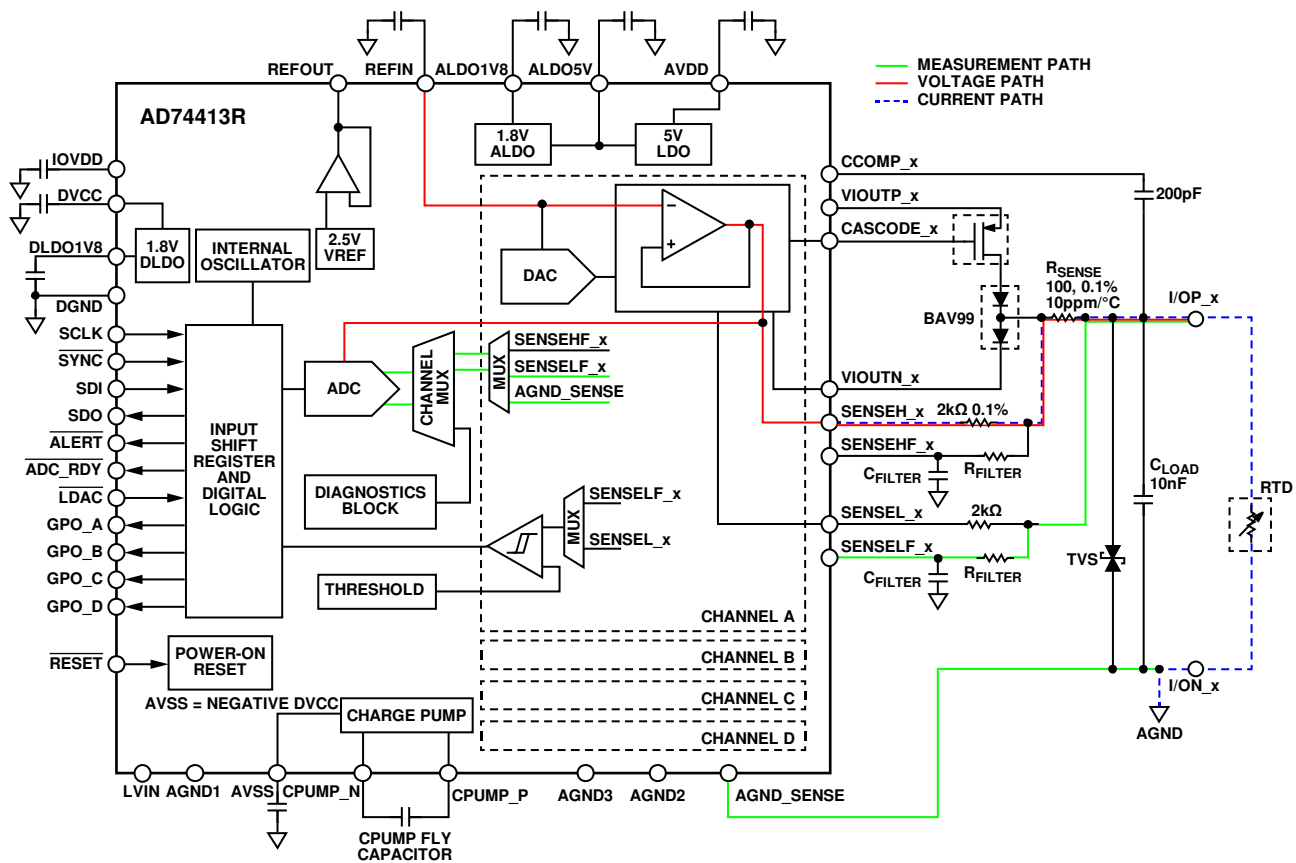 REFOUT
REFIN
ALDO1V8
ALDO5V
AVDD
MEASUREMENT PATH
VOLTAGE PATH
CURRENT PATH
AD74413R
IOVDD
DVCC
DLDO1V8
DGND
SCLK
SYNC
SDI
SDO
ALERT
ADC_RDY
LDAC
GPO_A
GPO_B
GPO_C
GPO_D
RESET
1.8V
DLDO
INTERNAL
OSCILLATOR
2.5V
VREF
1.8V
ALDO
5V
LDO
DAC
−
+
INPUT
SHIFT
REGISTER
AND
DIGITAL
LOGIC
ADC
CHANNEL
MUX
MUX
SENSEHF_x
SENSELF_x
AGND_SENSE
DIAGNOSTICS
BLOCK
MUX
SENSELF_x
SENSEL_x
THRESHOLD
POWER-ON
RESET
AVSS = NEGATIVE DVCC
CHARGE PUMP
CHANNEL A
CHANNEL B
CHANNEL C
CHANNEL D
CCOMP_x
VIOUTP_x
CASCODE_x
VIOUTN_x
SENSEH_x
SENSEHF_x
SENSEL_x
SENSELF_x
200pF
RSENSE
100, 0.1%
10ppm/°C
I/OP_x
BAV99
2kΩ 0.1%
CFILTER
RFILTER
2kΩ
CFILTER
RFILTER
CLOAD
10nF
RTD
TVS
I/ON_x
AGND
LVIN
AGND1
AVSS
CPUMP_N
CPUMP_P
AGND3
AGND2
AGND_SENSE
CPUMP FLY
CAPACITOR